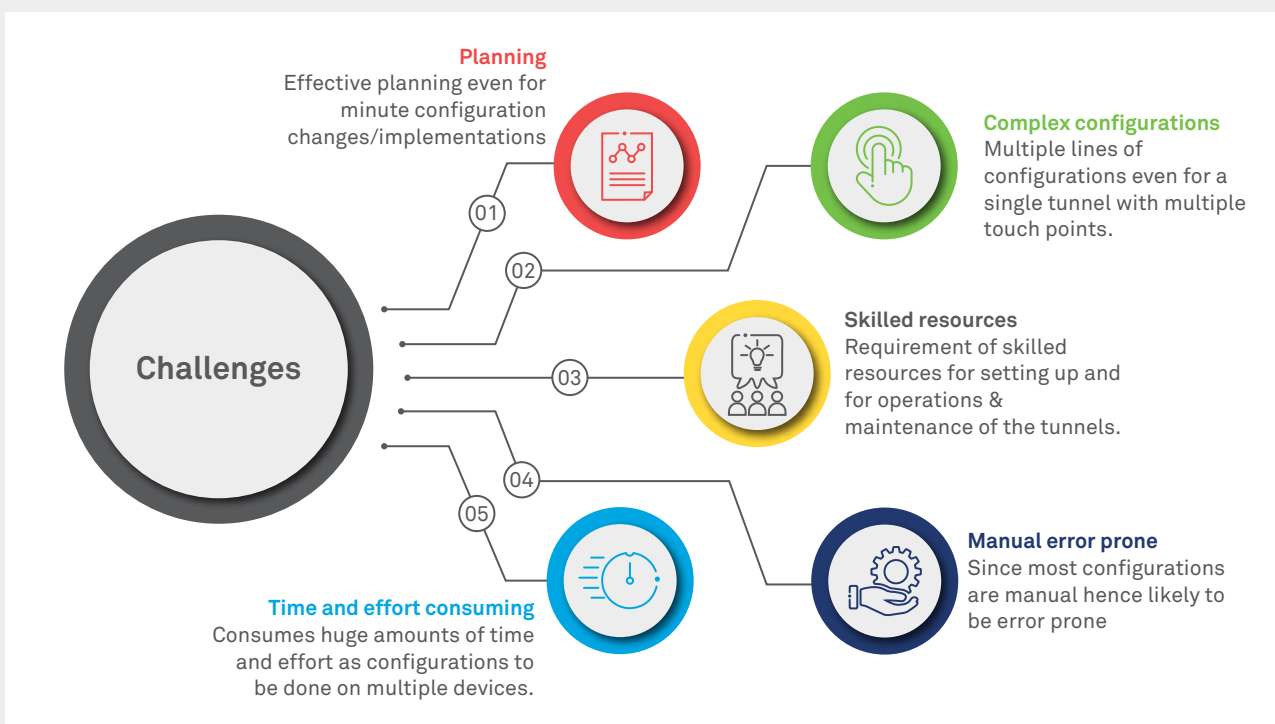 Challenges
01
Planning
Effective planning even for
minute configuration
changes/implementations
02
Complex configurations
Multiple lines of
configurations even for a
single tunnel with multiple
touch points.
03
Skilled resources
Requirement of skilled
resources for setting up and
for operations &
maintenance of the tunnels.
04
Manual error prone
Since most configurations
are manual hence likely to
be error prone
05
Time and effort consuming
Consumes huge amounts of time
and effort as configurations to
be done on multiple devices.